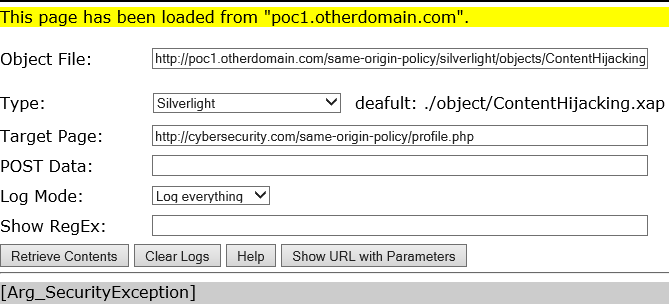 This page has been loaded from "poc1.otherdomain.com".
Object File: http://poc1.otherdomain.com/same-origin-policy/silverlight/objects/ContentHijacking
Type: Silverlight deafult: ./object/ContentHijacking.xap
Target Page: http://cybersecurity.com/same-origin-policy/profile.php
POST Data:
Log Mode: Log everything
Show RegEx:
Retrieve Contents Clear Logs Help Show URL with Parameters
[Arg_SecurityException]